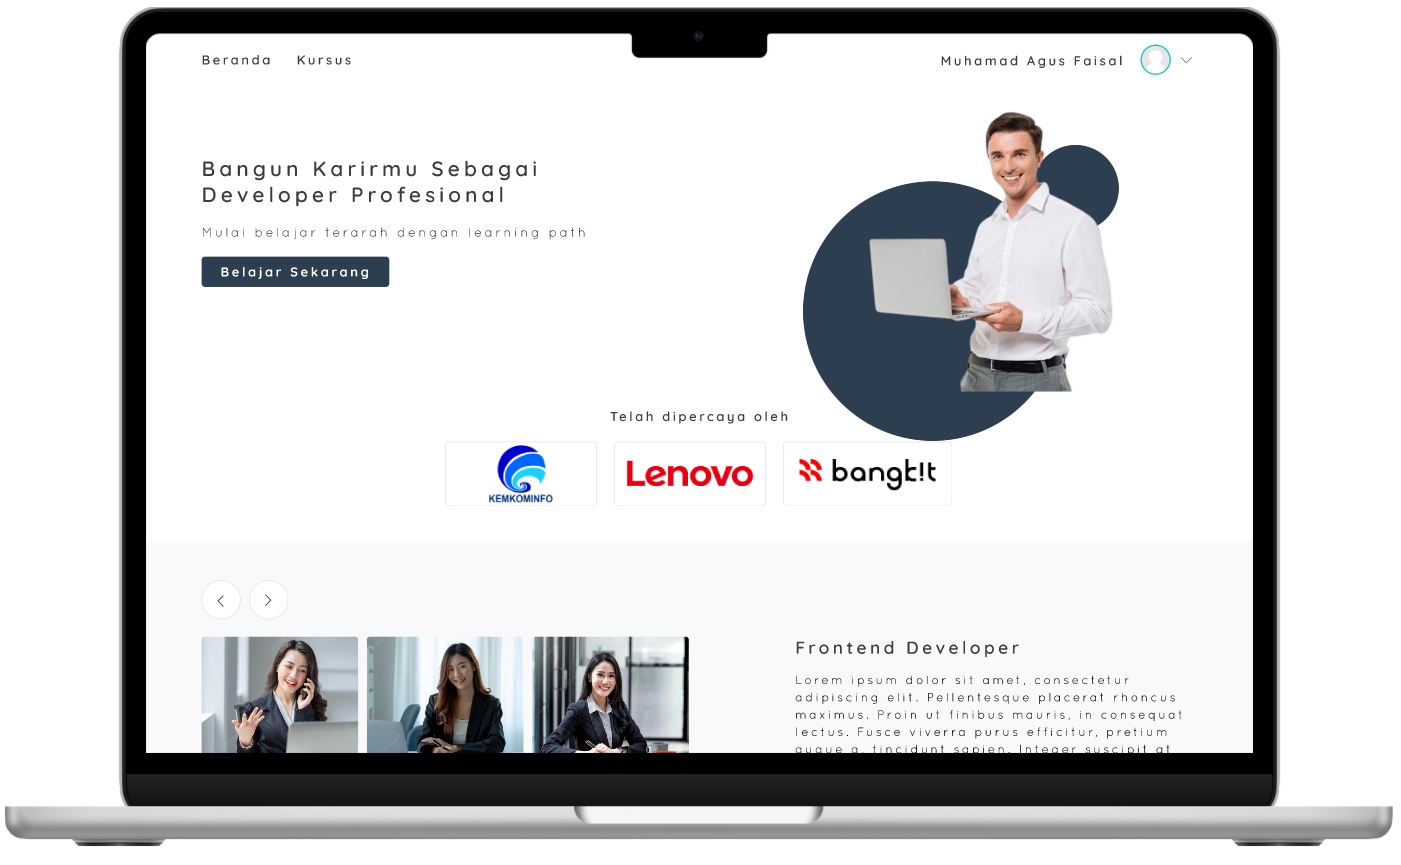 Beranda Kursus
Muhamad Agus Faisal
Bangun Karirmu Sebagai
Developer Profesional
Mulai belajar terarah dengan learning path
Belajar Sekarang
Telah dipercaya oleh
KEMKOMINFO
Lenovo
bangk!t
Frontend Developer
Lorem ipsum dolor sit amet, consectetur
adipiscing elit. Pellentesque placerat rhoncus
maximus. Proin ut finibus mauris, in consequat
lectus. Fusce viverra purus efficitur, pretium
augue a, tincidunt sapien. Integer suscipit at